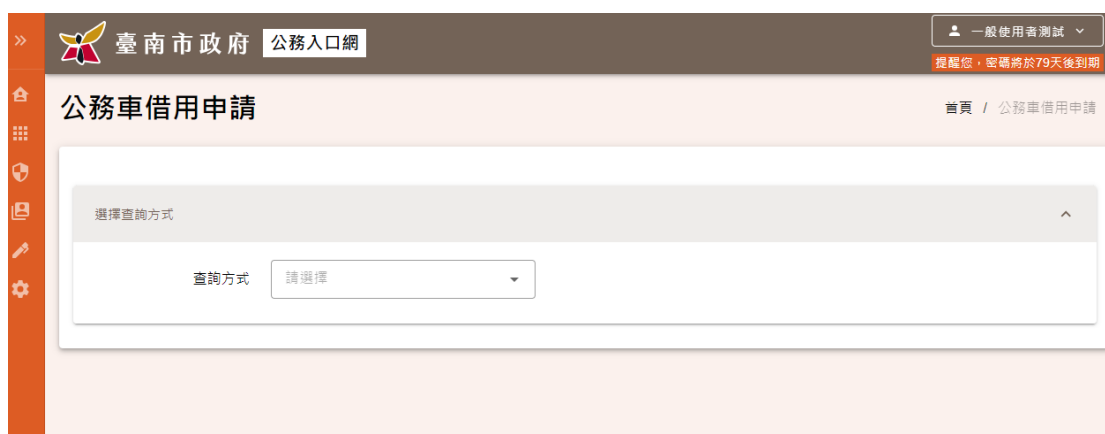 臺南市政府 公務入口網
一般使用者測試
提醒您，密碼將於79天後到期
公務車借用申請
首頁 / 公務車借用申請
選擇查詢方式
查詢方式 請選擇